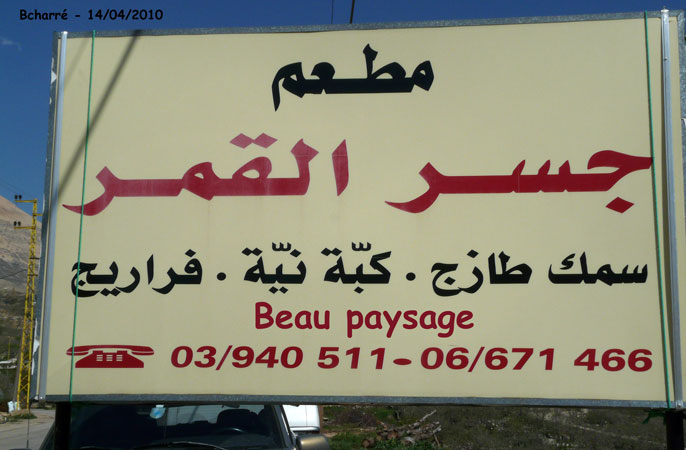 Bcharré - 14/04/2010
مطعم
جسر القمر
سمك طازج . كبّة نيّة . فراريج
Beau paysage
03/940 511 - 06/671 466